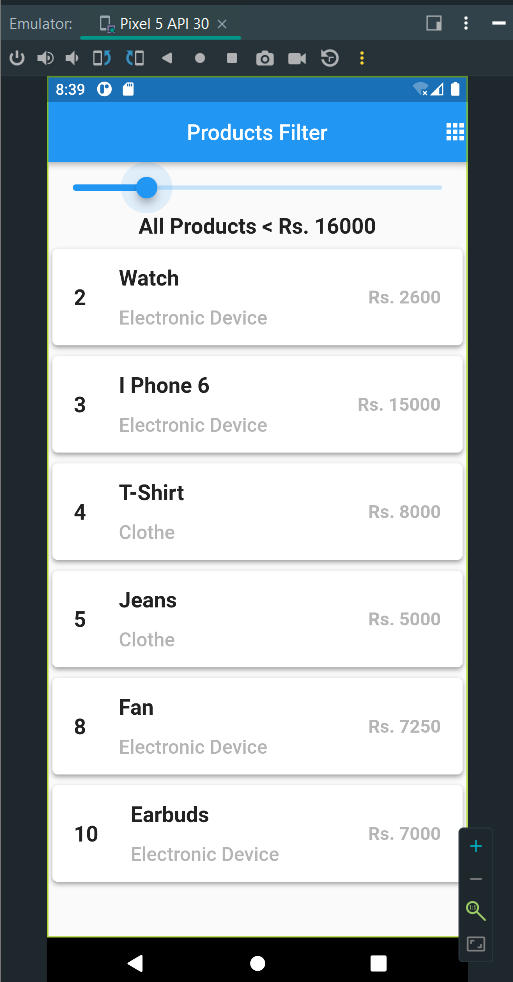 Emulator: Pixel 5 API 30
8:39
Products Filter
All Products < Rs. 16000
2 Watch Rs. 2600
Electronic Device
3 I Phone 6 Rs. 15000
Electronic Device
4 T-Shirt Rs. 8000
Clothe
5 Jeans Rs. 5000
Clothe
8 Fan Rs. 7250
Electronic Device
10 Earbuds Rs. 7000
Electronic Device